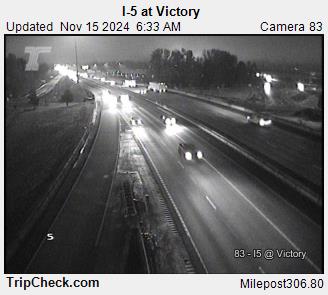 I-5 at Victory
Updated Nov 15 2024 6:33 AM Camera 83
T
S
83 - I5 @ Victory
TripCheck.com Milepost306.80